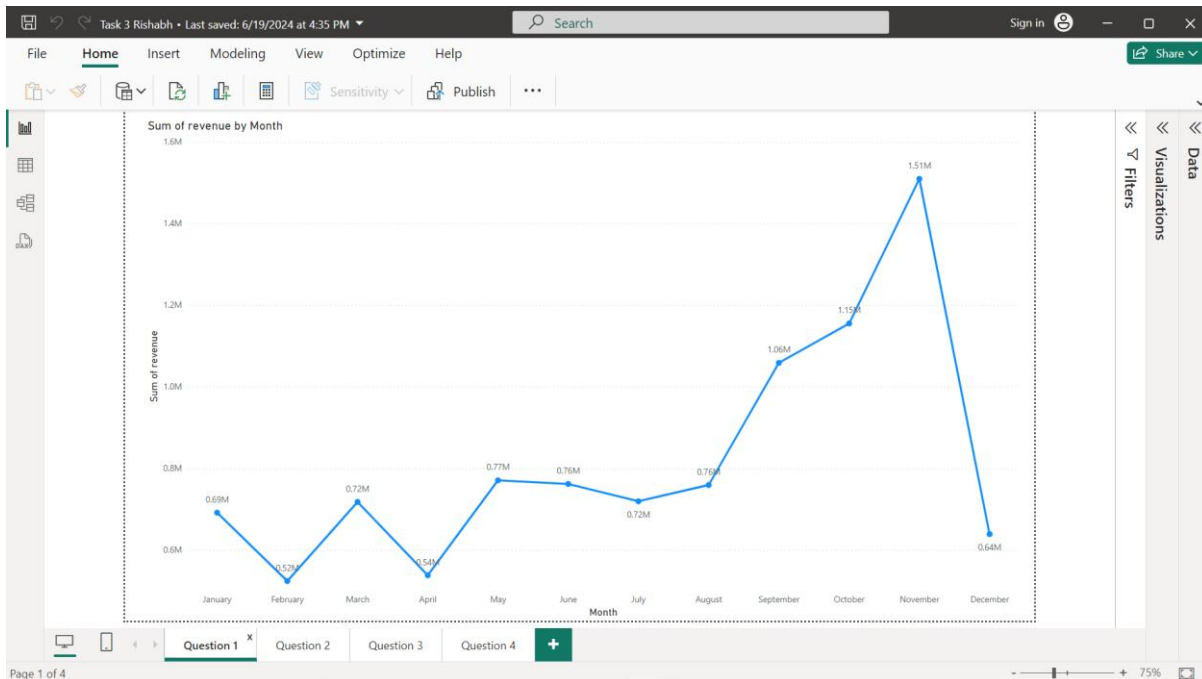 Task 3 Rishabh • Last saved: 6/19/2024 at 4:35 PM
Search
Sign in
File Home Insert Modeling View Optimize Help
Share
Sensitivity
Publish
Sum of revenue by Month
1.6M
1.4M
1.2M
1.0M
0.8M
0.6M
Sum of revenue
0.69M
0.52M
0.72M
0.54M
0.77M
0.76M
0.72M
0.76M
1.06M
1.15M
1.51M
0.64M
January February March April May June July August September October November December
Month
Filters
Visualizations
Data
Question 1 x Question 2 Question 3 Question 4 +
Page 1 of 4
- + 75%